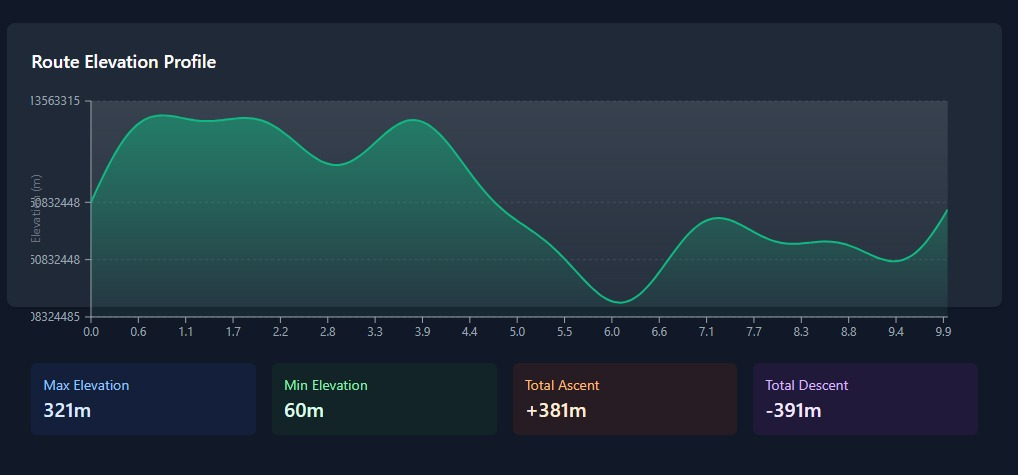 Route Elevation Profile
13563315
Elevation (m)
50832448
50832448
08324485
0.0 0.6 1.1 1.7 2.2 2.8 3.3 3.9 4.4 5.0 5.5 6.0 6.6 7.1 7.7 8.3 8.8 9.4 9.9
Max Elevation
321m
Min Elevation
60m
Total Ascent
+381m
Total Descent
-391m